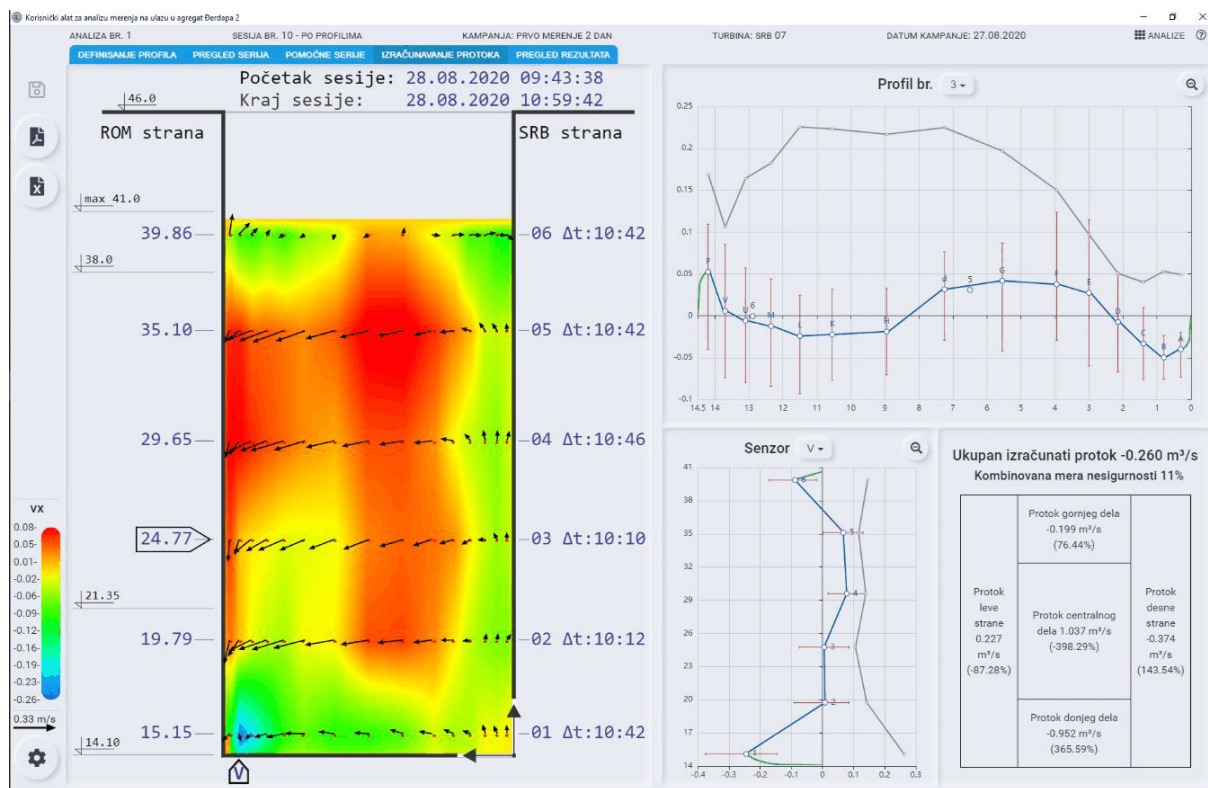 Korisnički alat za analizu merenja na ulazu u agregat Đerdapa 2
ANALIZA BR. 1 SESIJA BR. 10 - PO PROFILIMA KAMPANJA: PRVO MERENJE 2 DAN TURBINA: SRB 07 DATUM KAMPANJE: 27.08.2020 ANALIZE
DEFINISANJE PROFILA PREGLED SERIJA POMOĆNE SERIJE IZRAČUNAVANJE PROTOKA PREGLED REZULTATA
Početak sesije: 28.08.2020 09:43:38
Kraj sesije: 28.08.2020 10:59:42
46.0
ROM strana SRB strana
max 41.0
39.86 06 Δt:10:42
38.0
35.10 05 Δt:10:42
29.65 04 Δt:10:46
24.77 03 Δt:10:10
21.35
19.79 02 Δt:10:12
15.15 01 Δt:10:42
14.10
V
VX
0.08-
0.05-
0.01-
-0.02-
-0.06-
-0.09-
-0.12-
-0.16-
-0.19-
-0.23-
-0.26-
0.33 m/s
Profil br. 3
0.25
0.2
0.15
0.1
0.05
0
-0.05
-0.1
P V U 6 M L K H d 5 G F E D C B A
14.5 14 13 12 11 10 9 8 7 6 5 4 3 2 1 0
Senzor V
41
38
35
32
29
26
23
20
17
14
6
5
4
3
2
1
-0.4 -0.3 -0.2 -0.1 0 0.1 0.2 0.3
Ukupan izračunati protok -0.260 m³/s
Kombinovana mera nesigurnosti 11%
Protok gornjeg dela
-0.199 m³/s
(76.44%)
Protok
leve
strane
0.227
m³/s
(-87.28%)
Protok centralnog
dela 1.037 m³/s
(-398.29%)
Protok
desne
strane
-0.374
m³/s
(143.54%)
Protok donjeg dela
-0.952 m³/s
(365.59%)